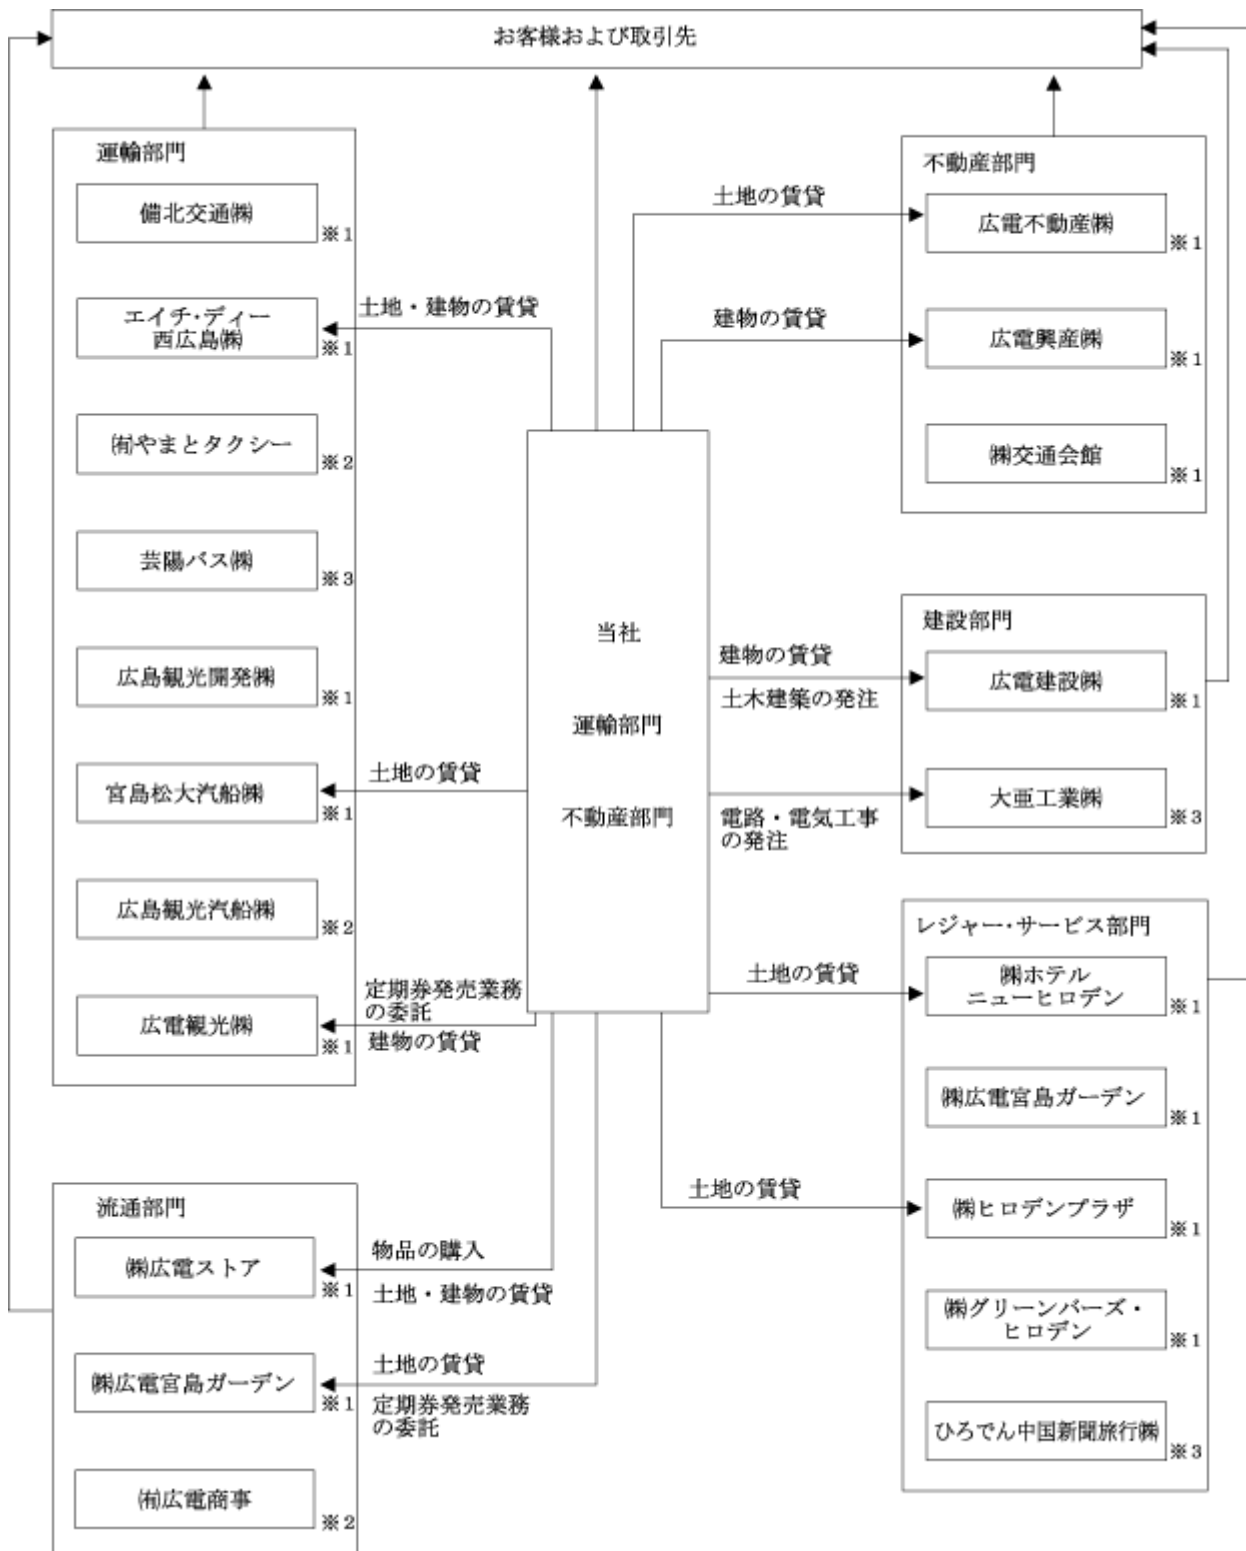 お客様および取引先
運輸部門
備北交通㈱
※1
エイチ・ディー
西広島㈱
※1
㈲やまとタクシー
※2
芸陽バス㈱
※3
広島観光開発㈱
※1
宮島松大汽船㈱
※1
広島観光汽船㈱
※2
広電観光㈱
※1
流通部門
㈱広電ストア
※1
㈱広電宮島ガーデン
※1
㈲広電商事
※2
土地・建物の賃貸
土地の賃貸
定期券発売業務
の委託
建物の賃貸
物品の購入
土地・建物の賃貸
土地の賃貸
定期券発売業務
の委託
当社
運輸部門
不動産部門
土地の賃貸
建物の賃貸
建物の賃貸
土木建築の発注
電路・電気工事
の発注
土地の賃貸
土地の賃貸
不動産部門
広電不動産㈱
※1
広電興産㈱
※1
㈱交通会館
※1
建設部門
広電建設㈱
※1
大亜工業㈱
※3
レジャー・サービス部門
㈱ホテル
ニューヒロデン
※1
㈱広電宮島ガーデン
※1
㈱ヒロデンプラザ
※1
㈱グリーンバーズ・
ヒロデン
※1
ひろでん中国新聞旅行㈱
※3